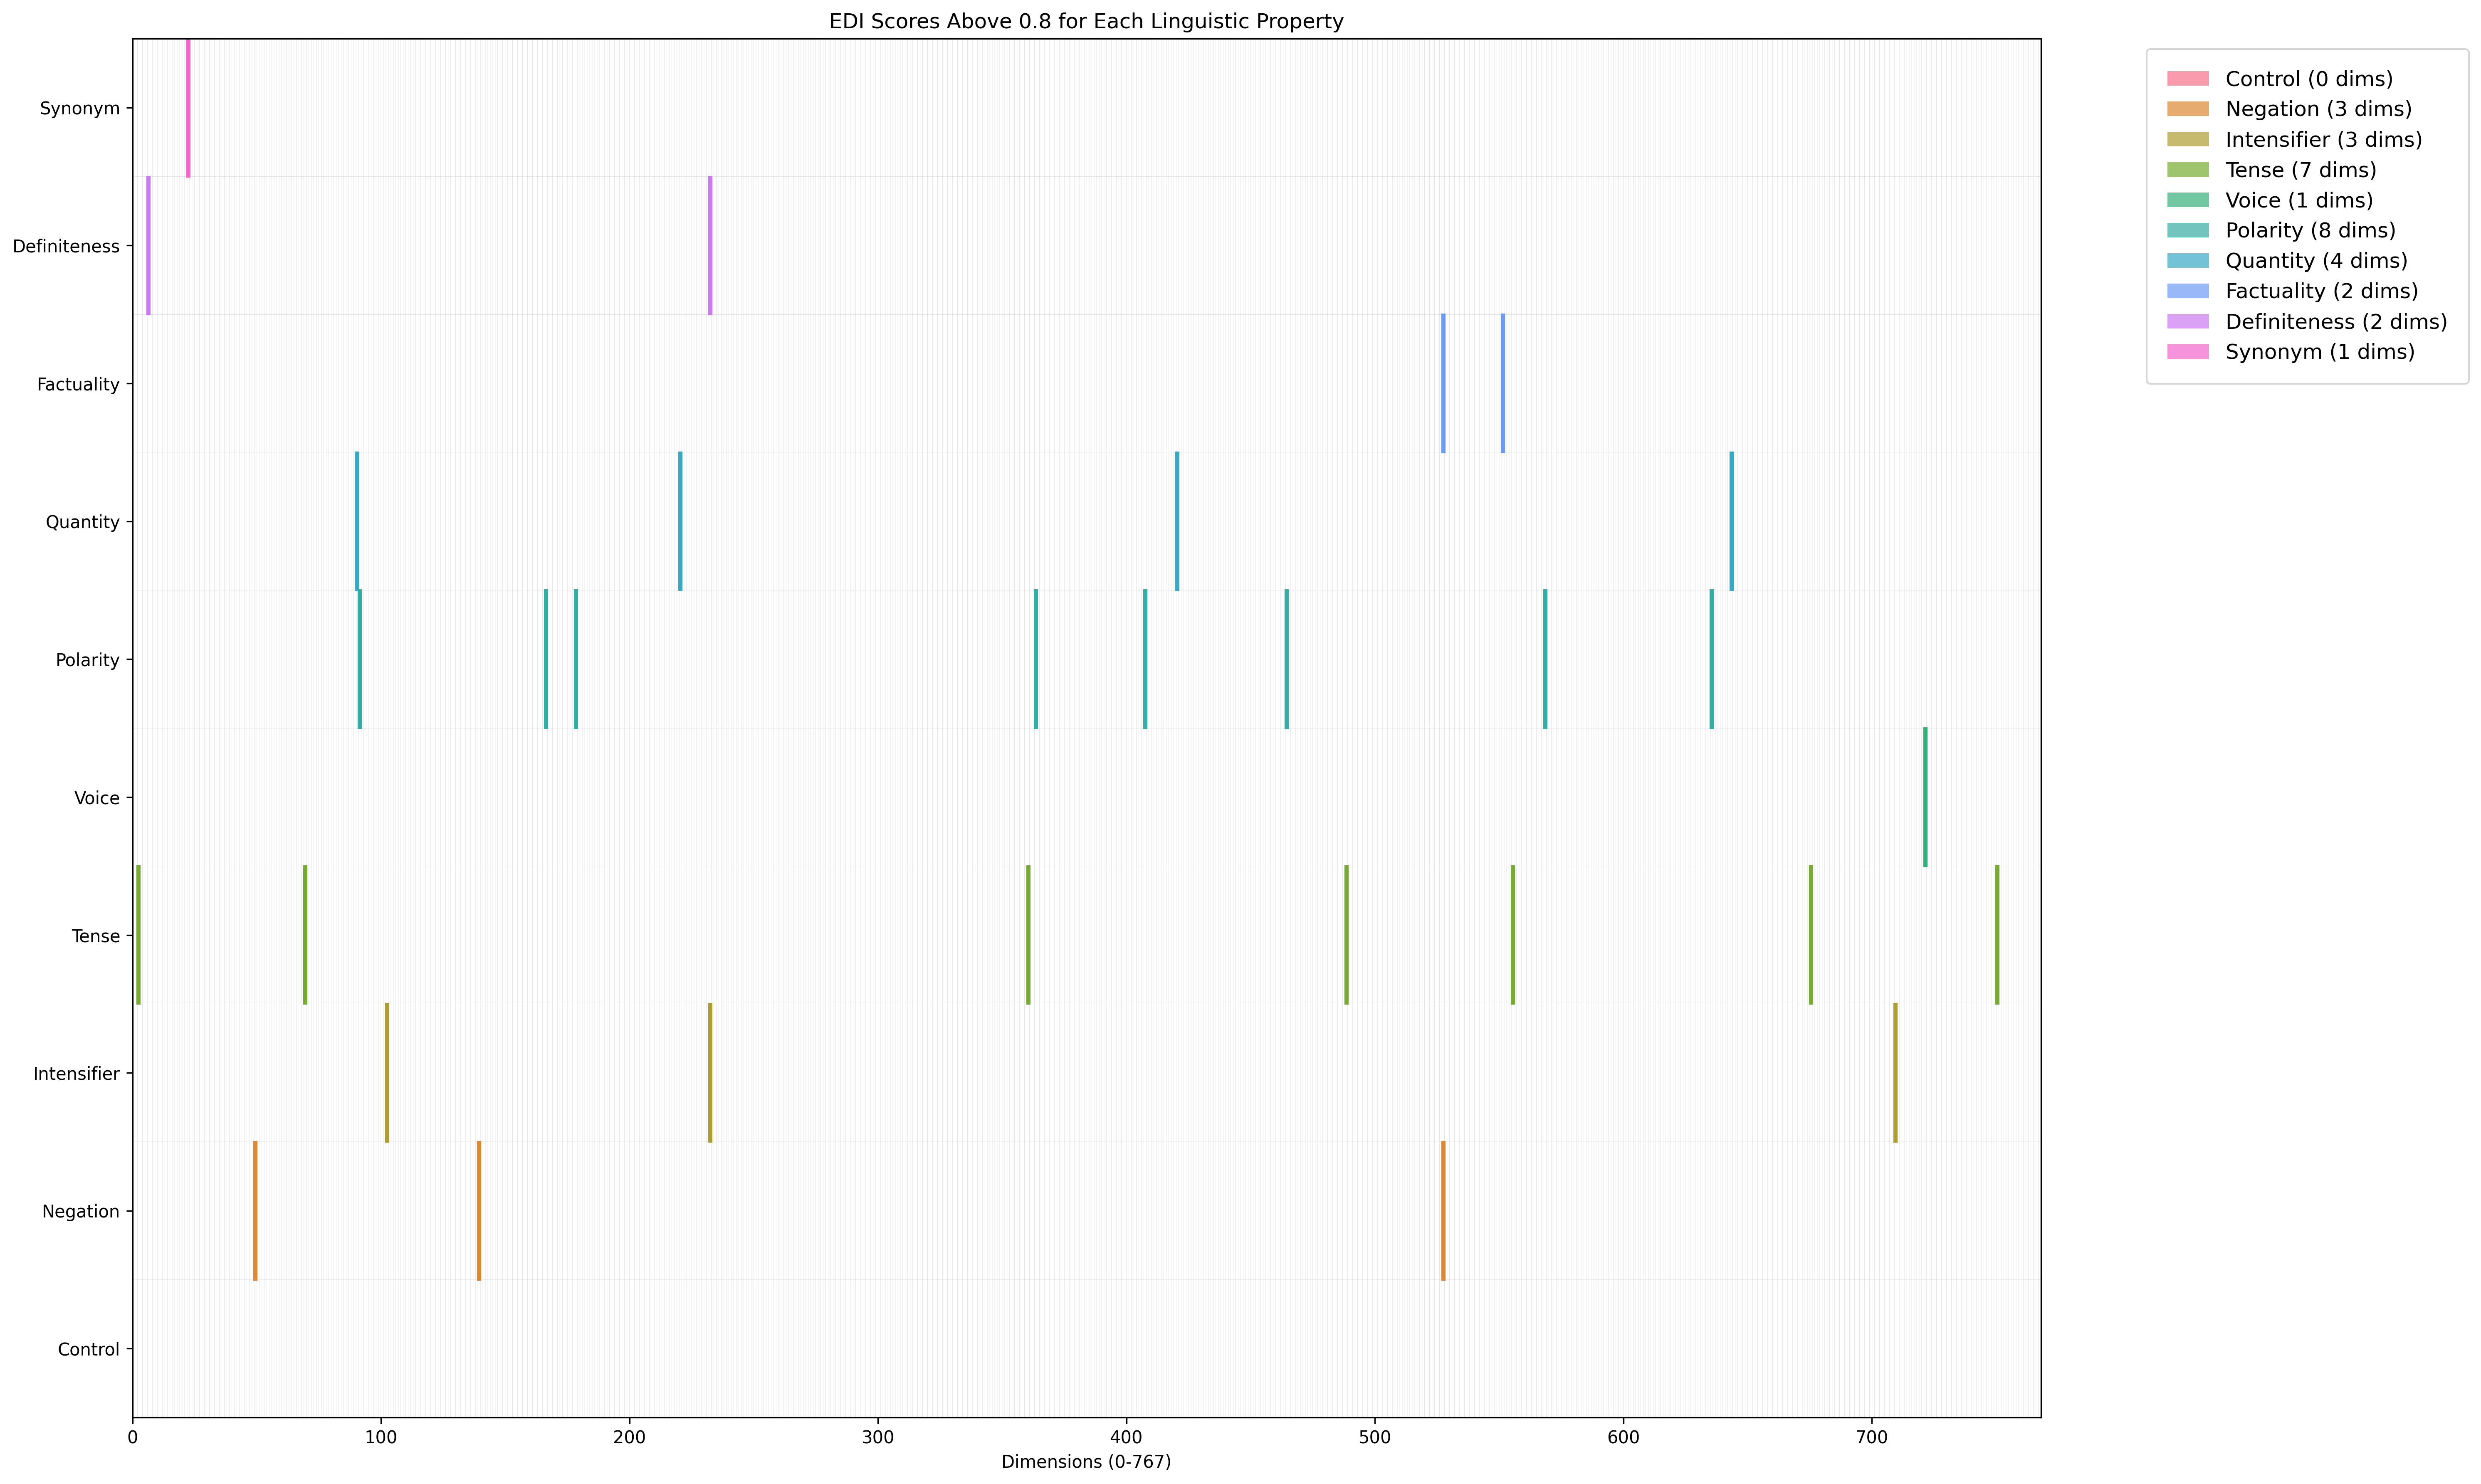 EDI Scores Above 0.8 for Each Linguistic Property
Synonym
Definiteness
Factuality
Quantity
Polarity
Voice
Tense
Intensifier
Negation
Control
0
100
200
300
400
500
600
700
Dimensions (0-767)
Control (0 dims)
Negation (3 dims)
Intensifier (3 dims)
Tense (7 dims)
Voice (1 dims)
Polarity (8 dims)
Quantity (4 dims)
Factuality (2 dims)
Definiteness (2 dims)
Synonym (1 dims)